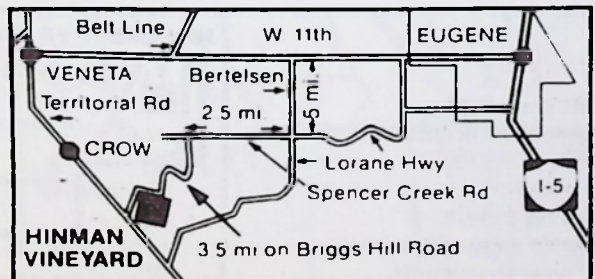 Belt Line
W 11th
EUGENE
VENETA
Bertelsen
5 mi.
Territorial Rd
2 5 mi
CROW
Lorane Hwy
Spencer Creek Rd
I-5
HINMAN
VINEYARD
3 5 mi on Briggs Hill Road